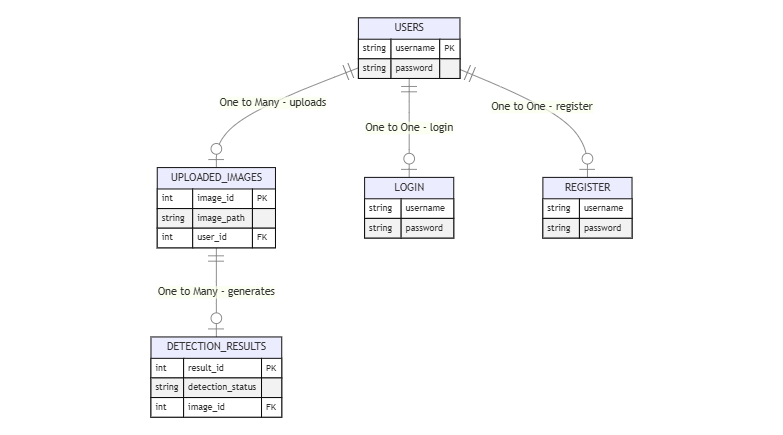 USERS
string username PK
string password
One to Many - uploads
One to One - login
One to One - register
UPLOADED_IMAGES
int image_id PK
string image_path
int user_id FK
LOGIN
string username
string password
REGISTER
string username
string password
One to Many - generates
DETECTION_RESULTS
int result_id PK
string detection_status
int image_id FK